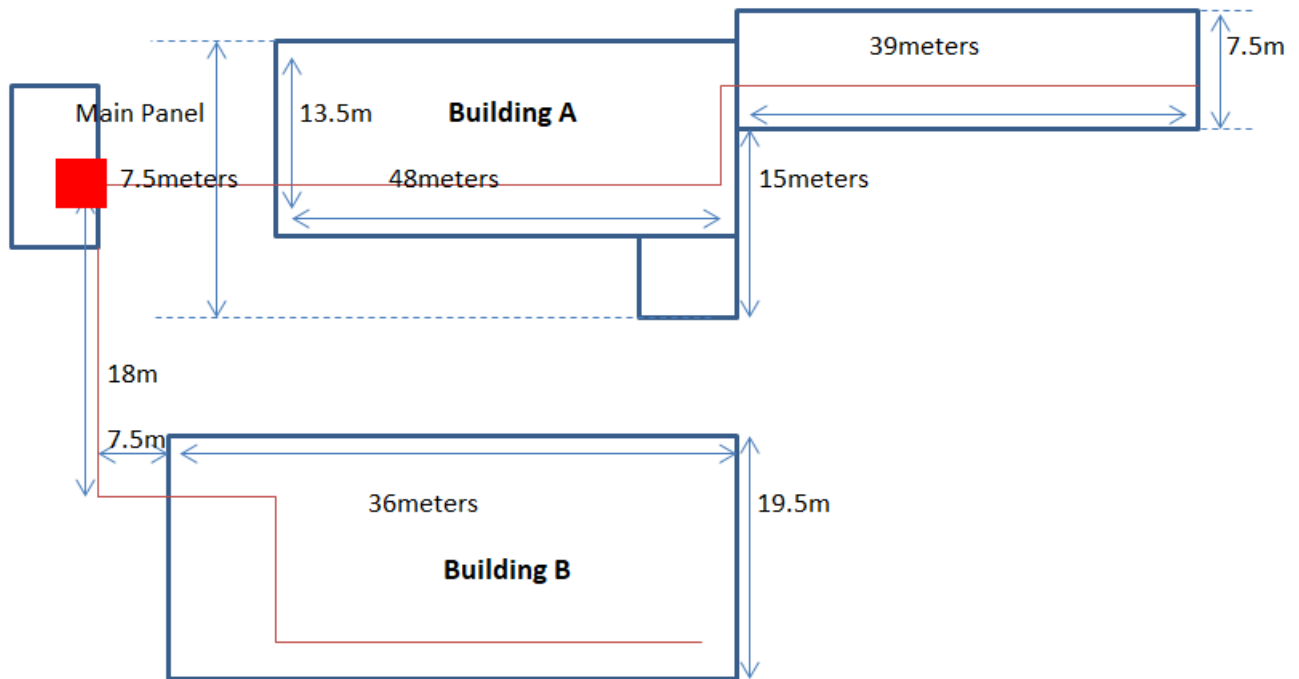 39meters
7.5m
Main Panel
13.5m
Building A
7.5meters
48meters
15meters
18m
7.5m
36meters
19.5m
Building B